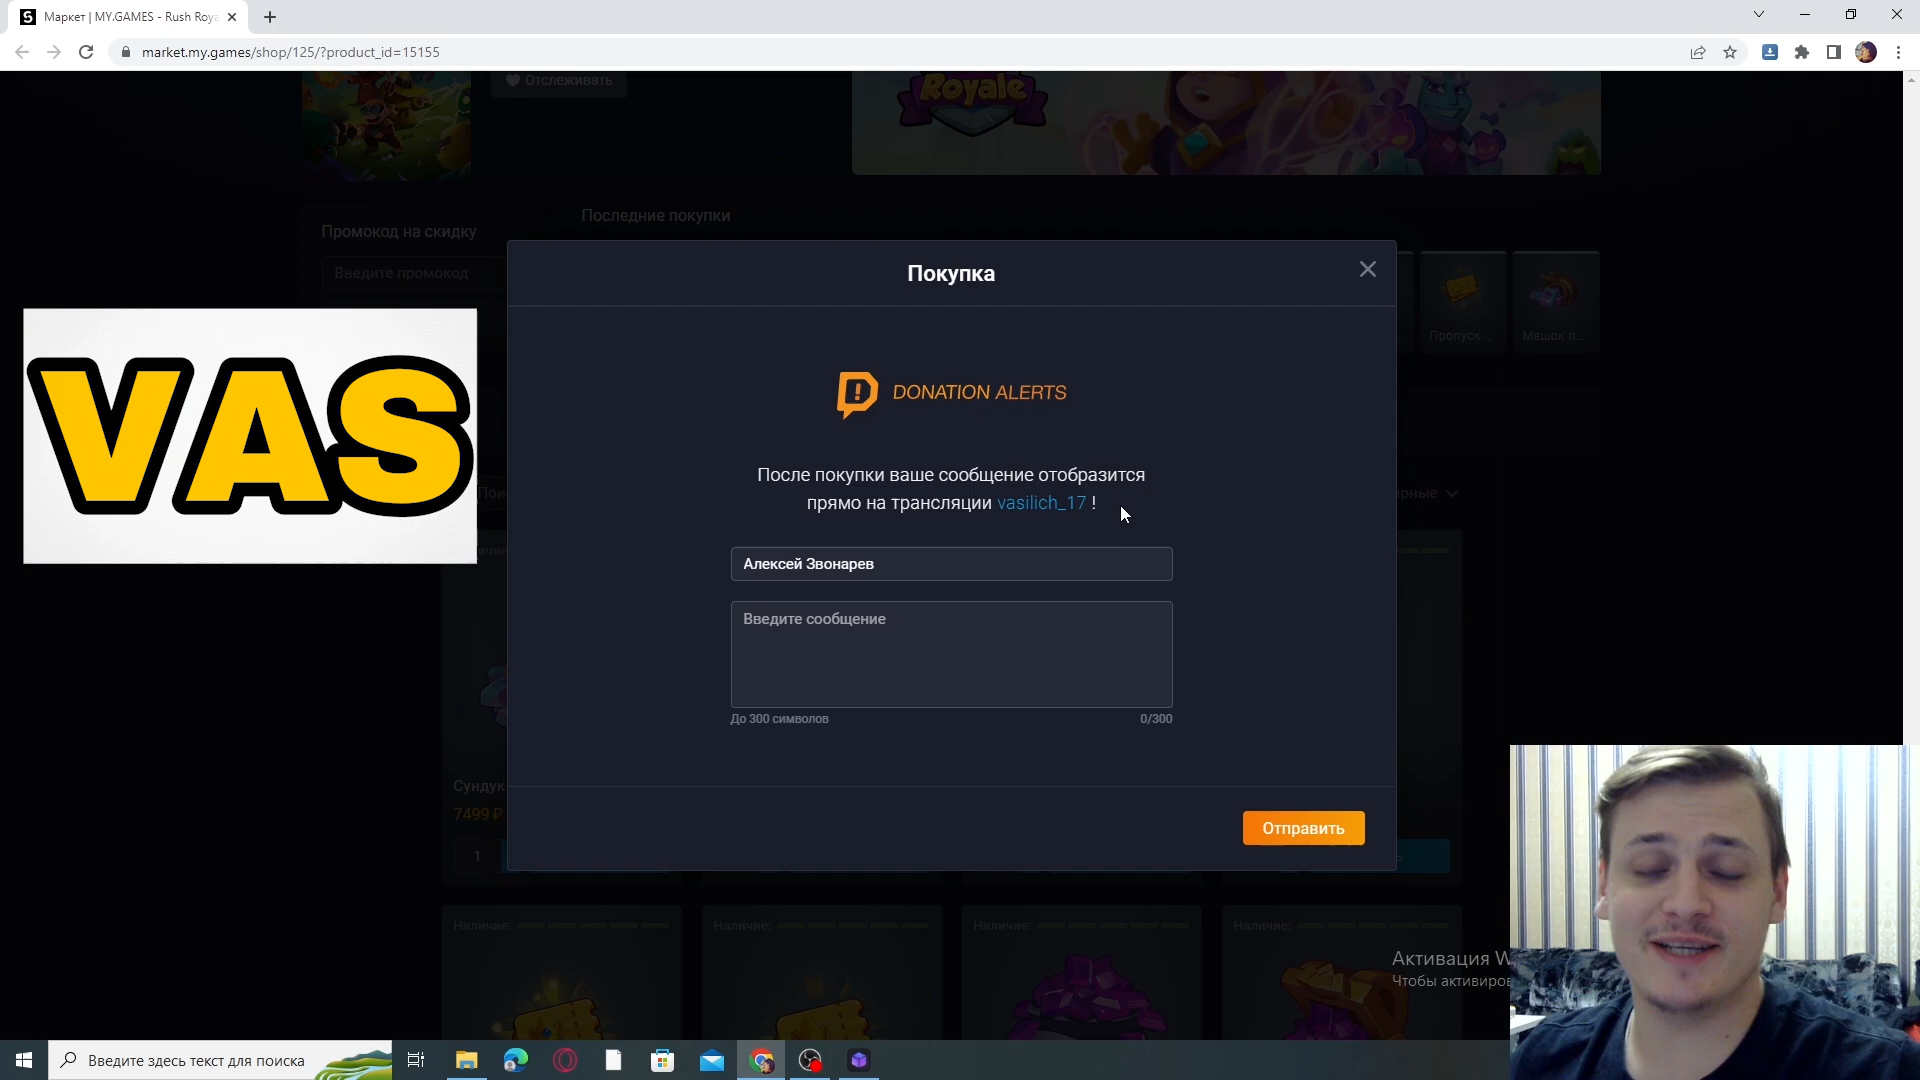 Маркет | MY.GAMES - Rush Roya
market.my.games/shop/125/?product_id=15155
Отслеживать
Royale
Последние покупки
Промокод на скидку
Введите промокод
Покупка
Пропуск ...
Мешок п...
VAS
DONATION ALERTS
После покупки ваше сообщение отобразится
прямо на трансляции vasilich_17 !
Алексей Звонарев
Введите сообщение
До 300 символов
0/300
Сундук
7499 ₽
1
Отправить
Наличие:
Наличие:
Наличие:
Наличие:
Активация W
Чтобы активиров
Введите здесь текст для поиска